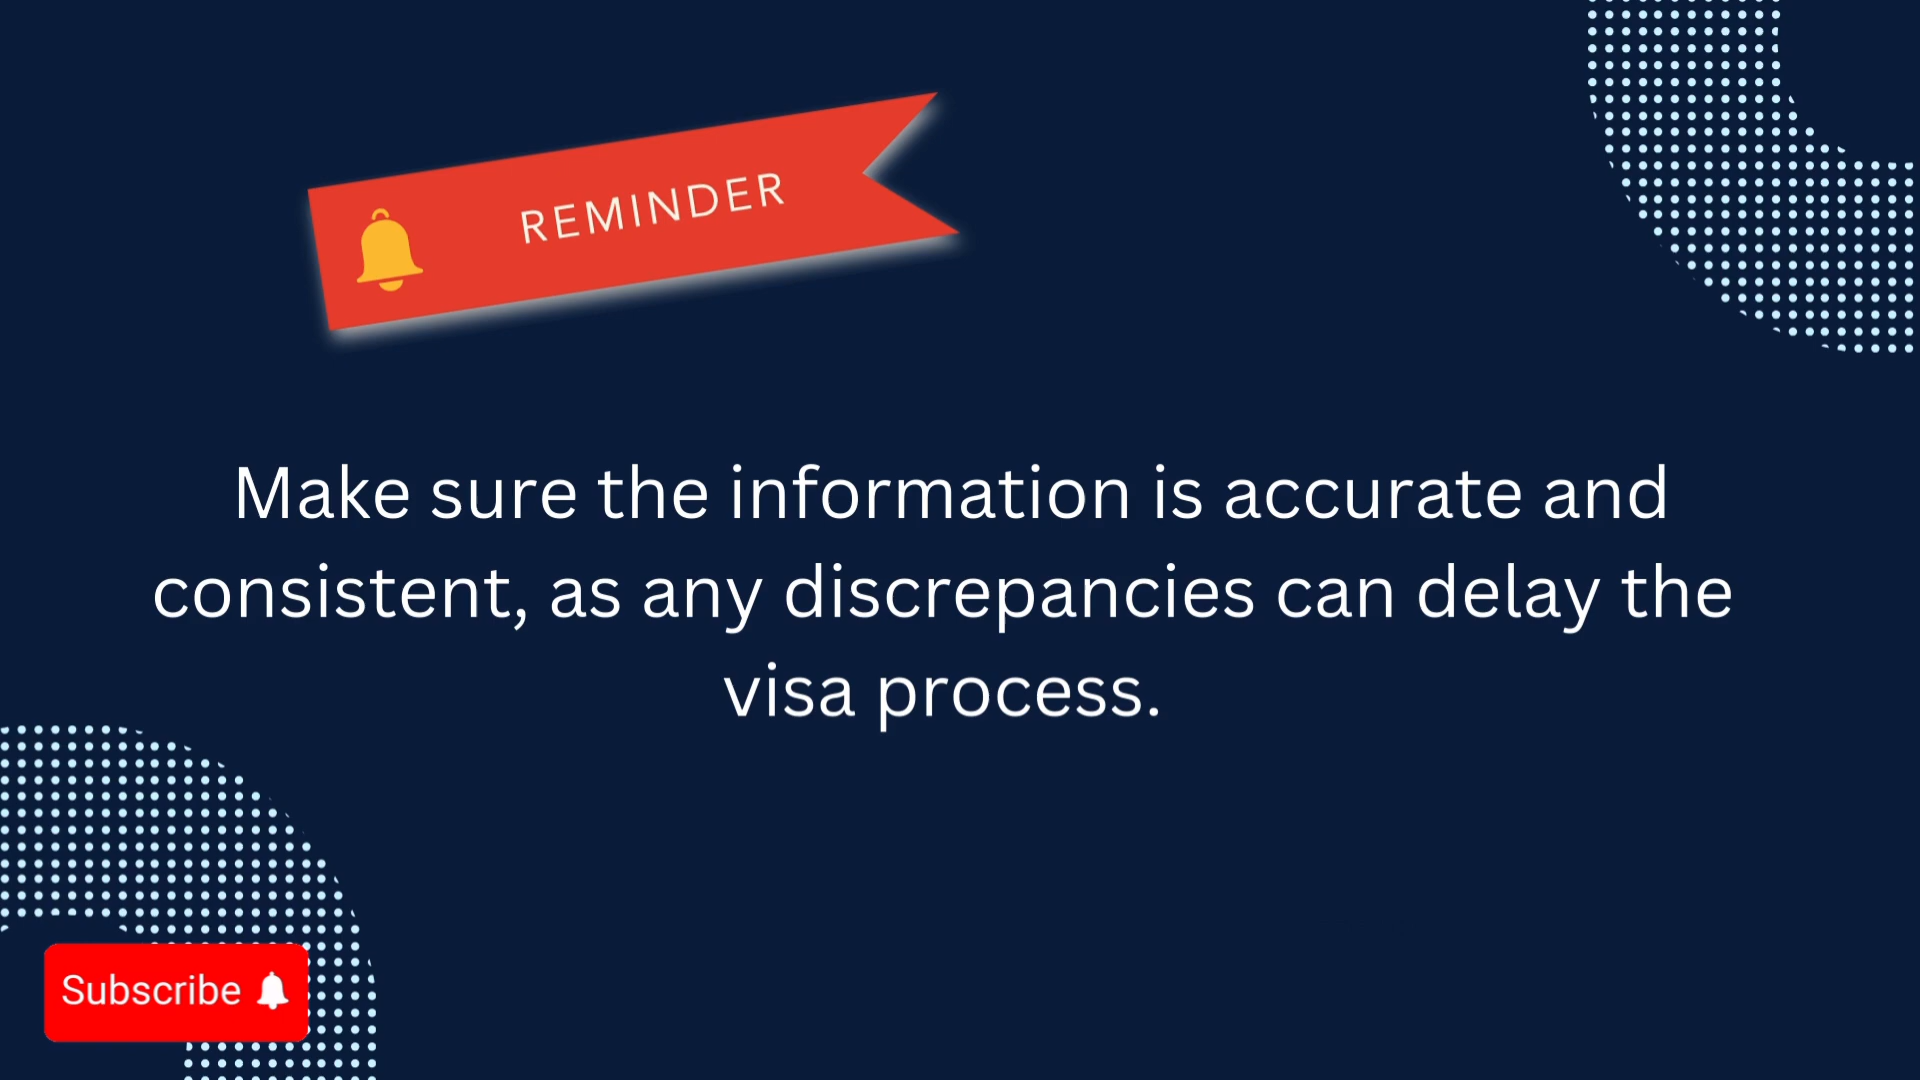 REMINDER
Make sure the information is accurate and
consistent, as any discrepancies can delay the
visa process.
Subscribe